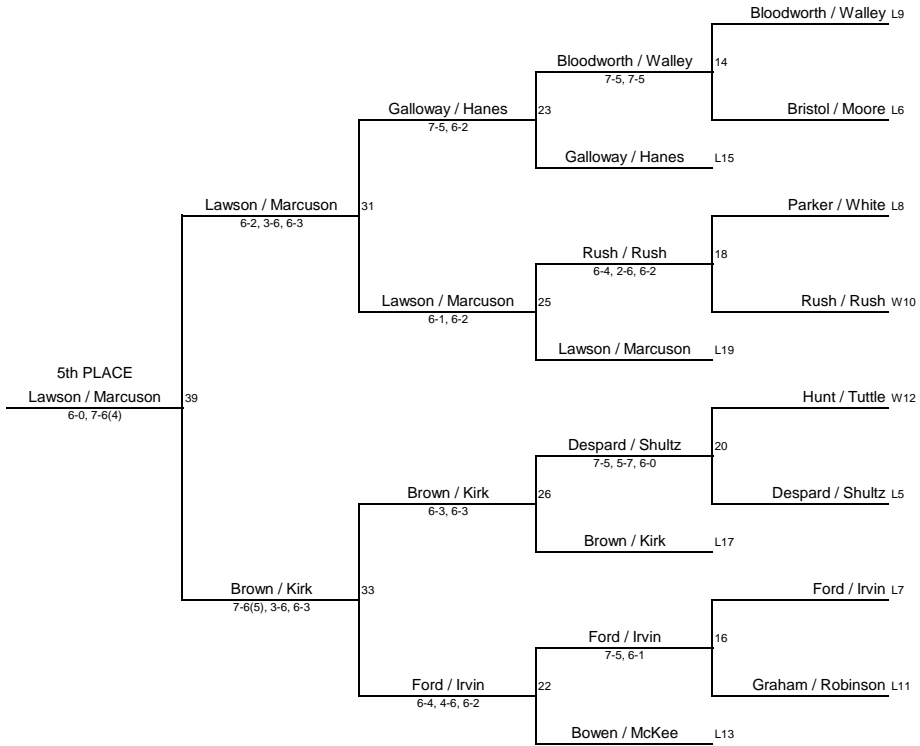 Bloodworth / Walley L9
Bloodworth / Walley 14
7-5, 7-5
Galloway / Hanes 23
7-5, 6-2
Bristol / Moore L6
Galloway / Hanes L15
Lawson / Marcuson 31
6-2, 3-6, 6-3
Parker / White L8
Rush / Rush 18
6-4, 2-6, 6-2
Lawson / Marcuson 25
6-1, 6-2
Rush / Rush W10
Lawson / Marcuson L19
5th PLACE
Lawson / Marcuson 39
6-0, 7-6(4)
Hunt / Tuttle W12
Despard / Shultz 20
7-5, 5-7, 6-0
Brown / Kirk 26
6-3, 6-3
Despard / Shultz L5
Brown / Kirk L17
Brown / Kirk 33
7-6(5), 3-6, 6-3
Ford / Irvin L7
Ford / Irvin 16
7-5, 6-1
Ford / Irvin 22
6-4, 4-6, 6-2
Graham / Robinson L11
Bowen / McKee L13